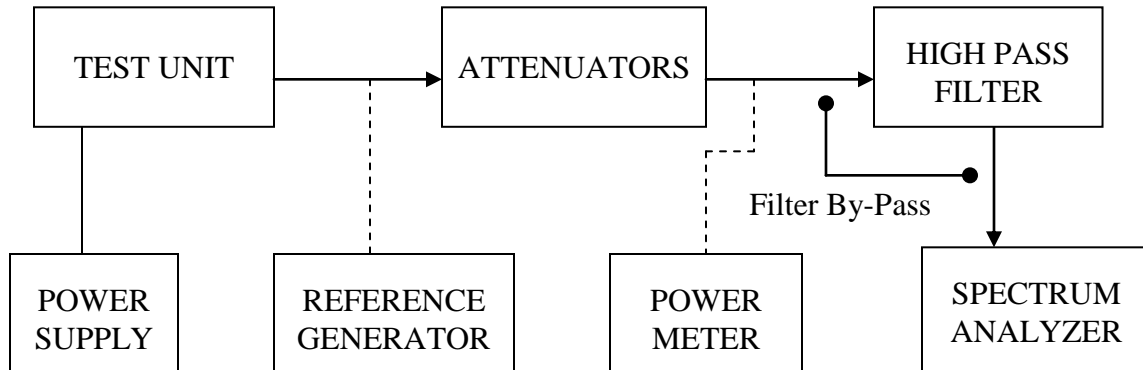 TEST UNIT
ATTENUATORS
HIGH PASS
FILTER
Filter By-Pass
POWER
SUPPLY
REFERENCE
GENERATOR
POWER
METER
SPECTRUM
ANALYZER